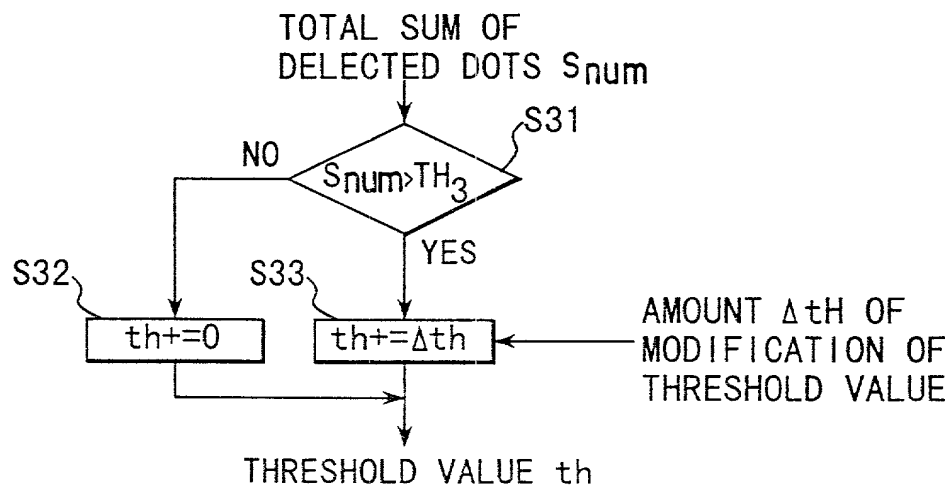 TOTAL SUM OF
DELECTED DOTS Snum
S31
NO
Snum>TH3
YES
S32
S33
th+=0
th+=Δth
AMOUNT ΔtH OF
MODIFICATION OF
THRESHOLD VALUE
THRESHOLD VALUE th